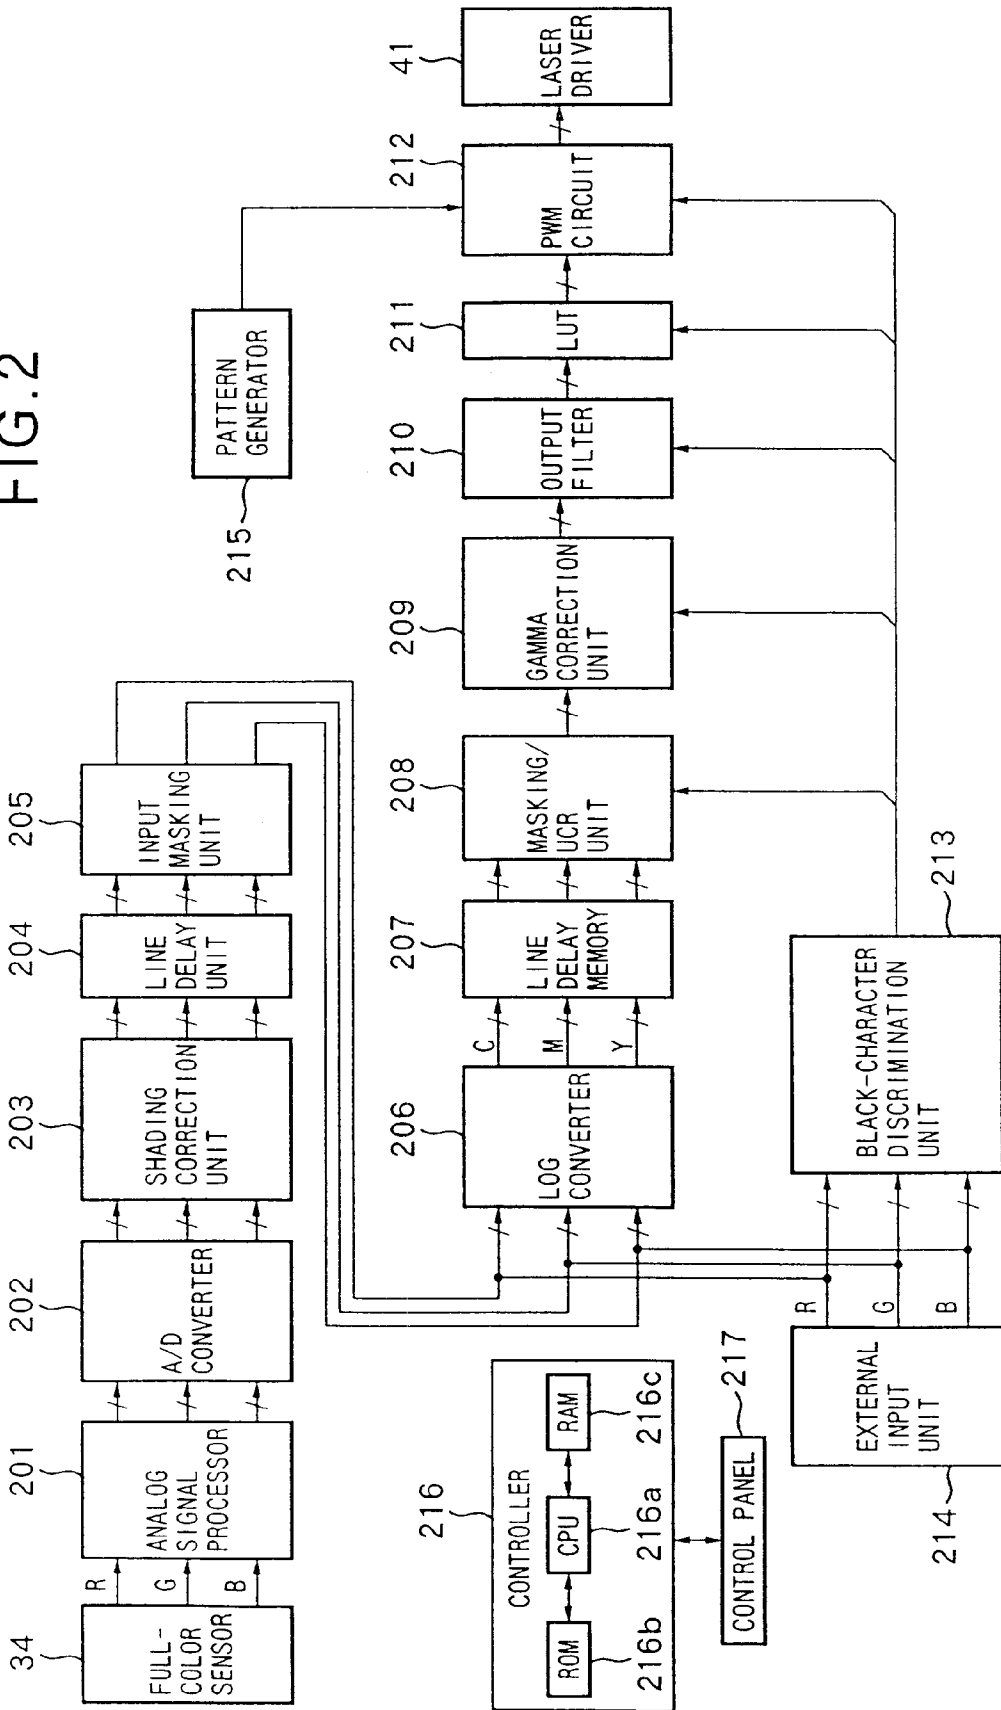 FIG.2
34
FULL-
COLOR
SENSOR
R
G
B
201
ANALOG
SIGNAL
PROCESSOR
202
A/D
CONVERTER
203
SHADING
CORRECTION
UNIT
204
LINE
DELAY
UNIT
205
INPUT
MASKING
UNIT
215
PATTERN
GENERATOR
206
LOG
CONVERTER
C
M
Y
207
LINE
DELAY
MEMORY
208
MASKING/
UCR
UNIT
209
GAMMA
CORRECTION
UNIT
210
OUTPUT
FILTER
211
LUT
212
PWM
CIRCUIT
41
LASER
DRIVER
216
CONTROLLER
ROM
CPU
RAM
216b
216a
216c
CONTROL PANEL
217
214
EXTERNAL
INPUT
UNIT
R
G
B
BLACK-CHARACTER
DISCRIMINATION
UNIT
213